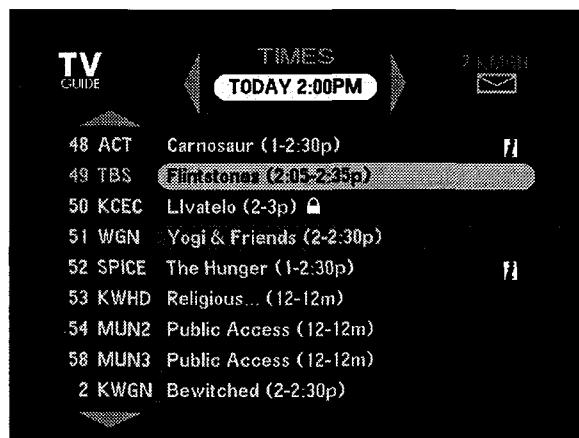 TV
GUIDE
TIMES
TODAY 2:00PM
2 KWGN
48 ACT Carnosaur (1-2:30p)
49 TBS Flintstones (2:05-2:35p)
50 KCEC Llvatelo (2-3p)
51 WGN Yogi & Friends (2-2:30p)
52 SPICE The Hunger (1-2:30p)
53 KWHD Religious... (12-12m)
54 MUN2 Public Access (12-12m)
58 MUN3 Public Access (12-12m)
2 KWGN Bewitched (2-2:30p)